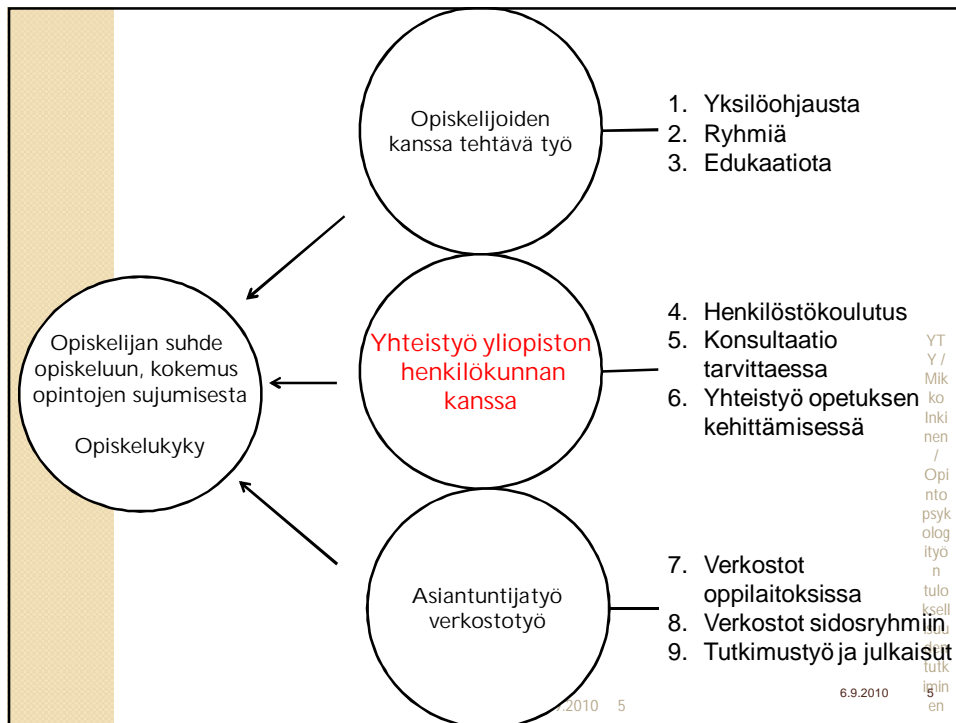 Opiskelijoiden
kanssa tehtävä työ
1. Yksilöohjausta
2. Ryhmiä
3. Edukaatiota
Opiskelijan suhde
opiskeluun, kokemus
opintojen sujumisesta
Opiskelukyky
Yhteistyö yliopiston
henkilökunnan
kanssa
4. Henkilöstökoulutus
5. Konsultaatio
tarvittaessa
6. Yhteistyö opetuksen
kehittämisessä
Asiantuntijatyö
verkostotyö
7. Verkostot
oppilaitoksissa
8. Verkostot sidosryhmiin
9. Tutkimustyö ja julkaisut
YT
Y /
Mik
ko
Inki
nen
/
Opi
nto
psyk
olog
ityö
n
tulo
ksell
tutk
imin
en
.2010 5
6.9.2010 5